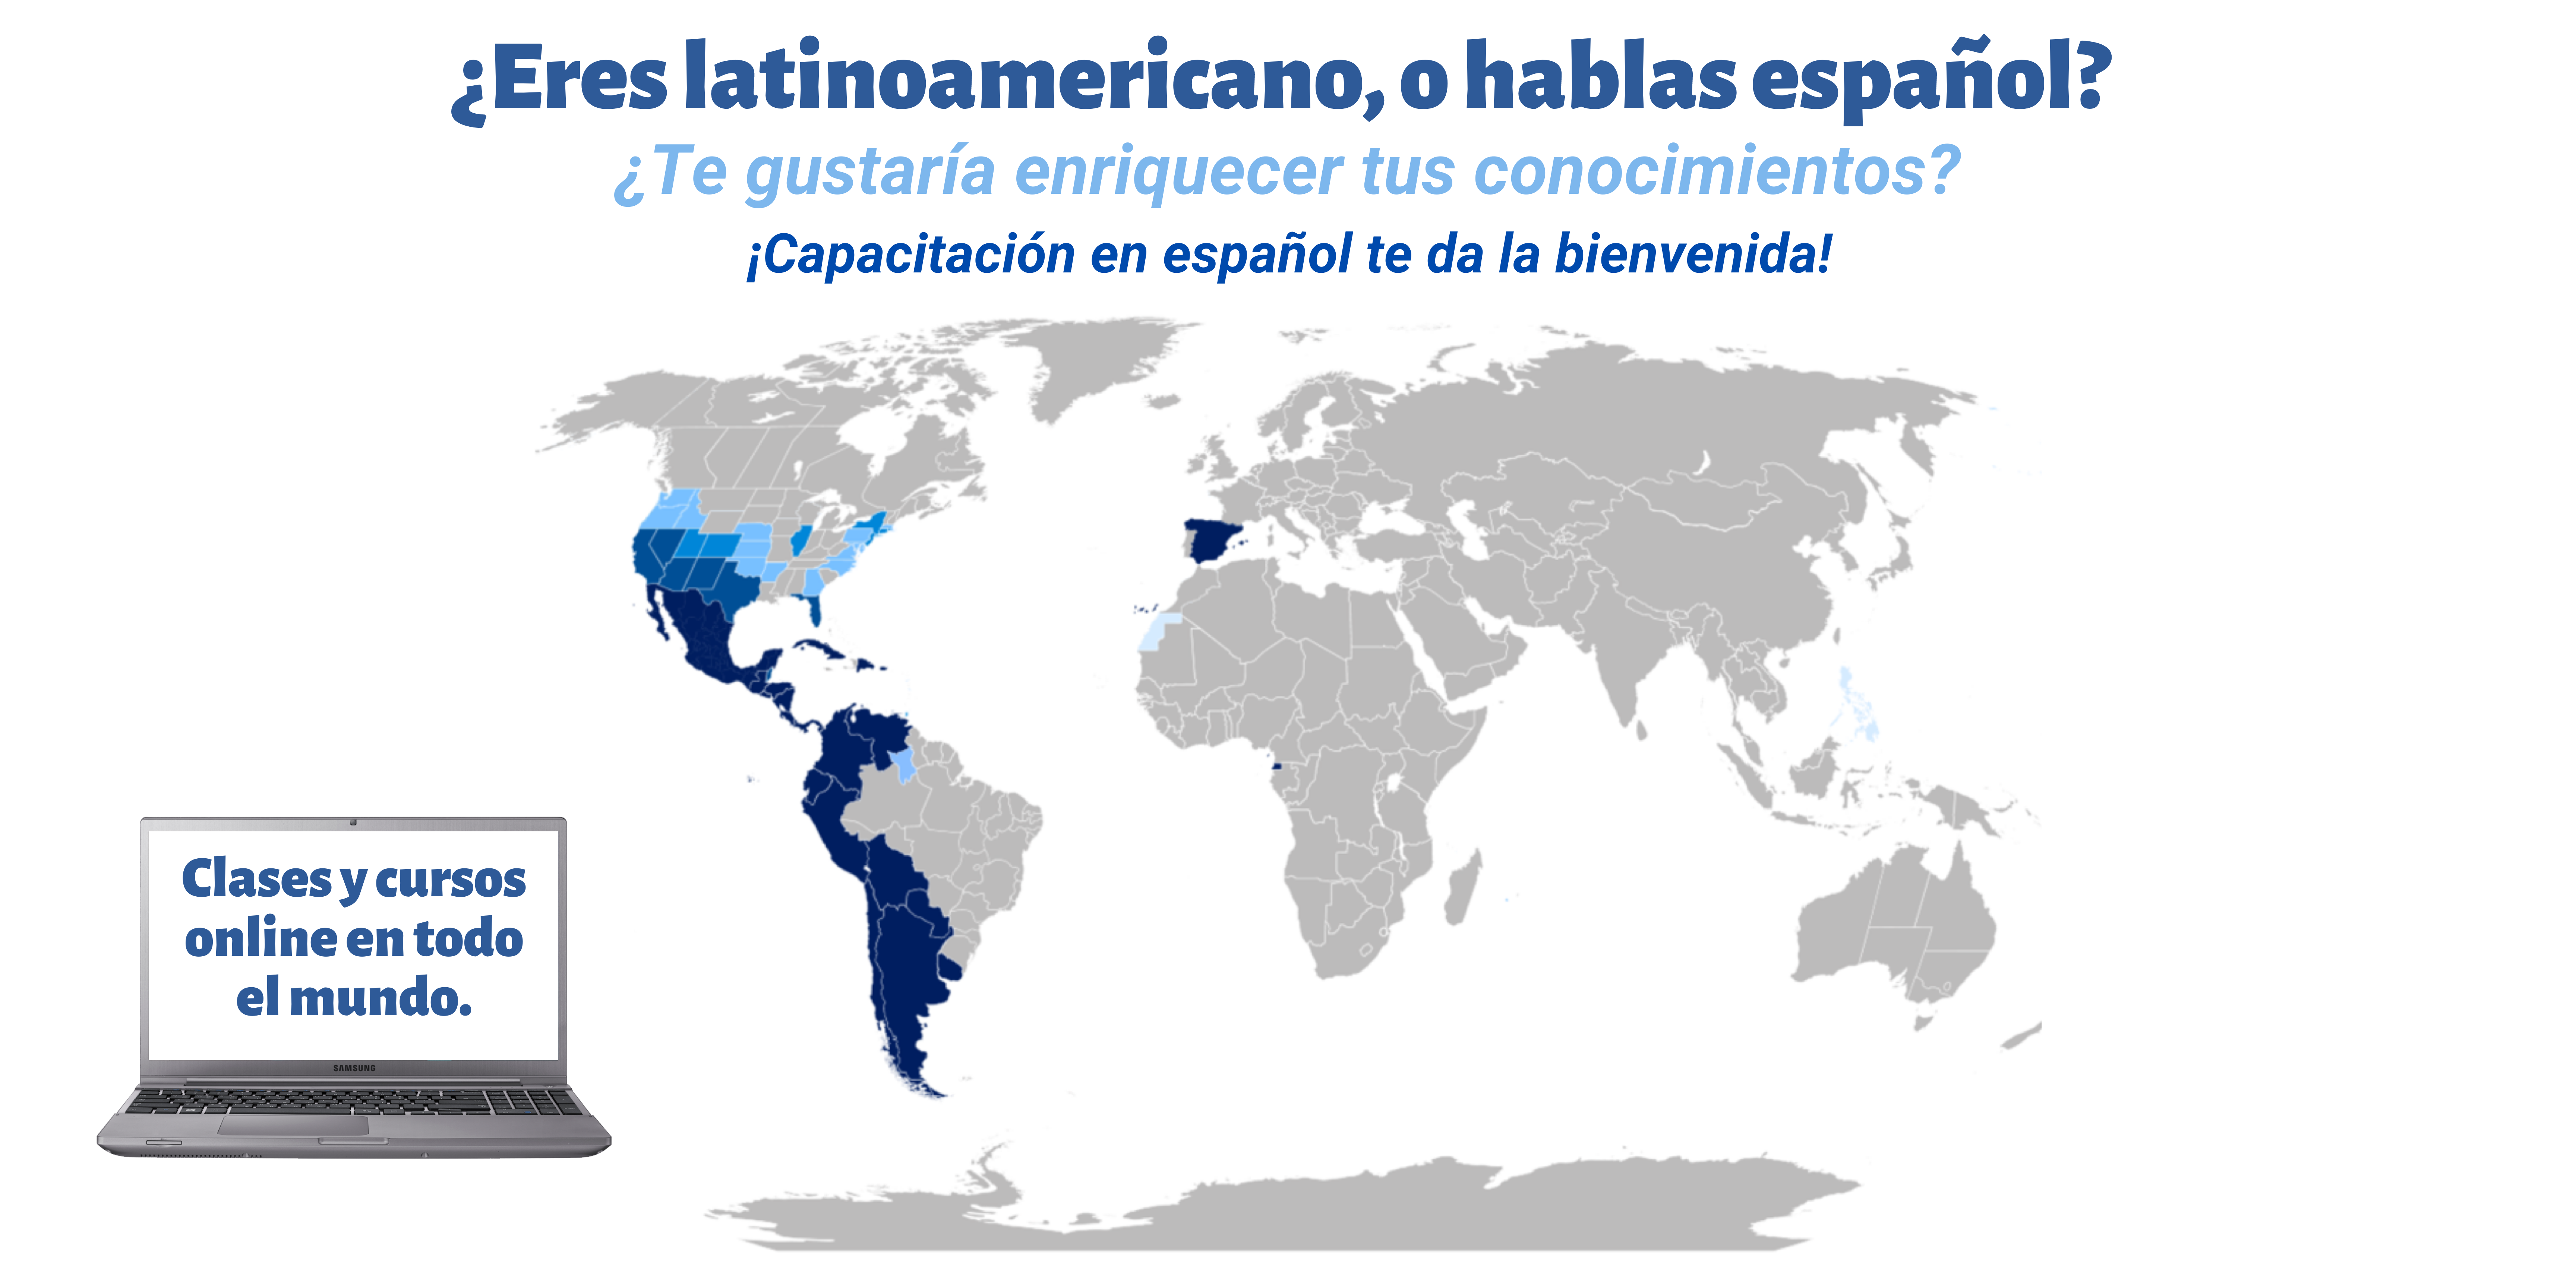 ¿Eres latinoamericano, o hablas español?
¿Te gustaría enriquecer tus conocimientos?
¡Capacitación en español te da la bienvenida!
Clases y cursos
online en todo
el mundo.
SAMSUNG